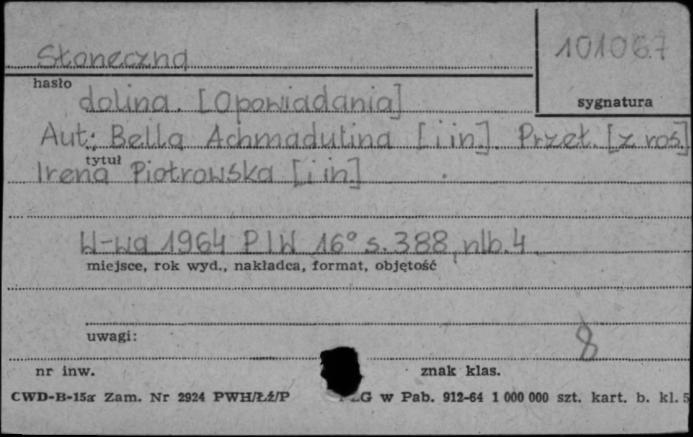 Słoneczna
101067
hasło
sygnatura
dolina. [Opowiadania]
Aut.: Bella Achmadulina [i in]. Przeł. [z ros.]
tytuł
Irena Piotrowska [i in]
W-wa 1964 PIW 16° s. 388, nlb. 4
miejsce, rok wyd., nakładca, format, objętość
uwagi:
8
nr inw.
znak klas.
CWD-B-15a Zam. Nr 2924 PWH/Łź/P G w Pab. 912-64 1 000 000 szt. kart. b. kl. 5